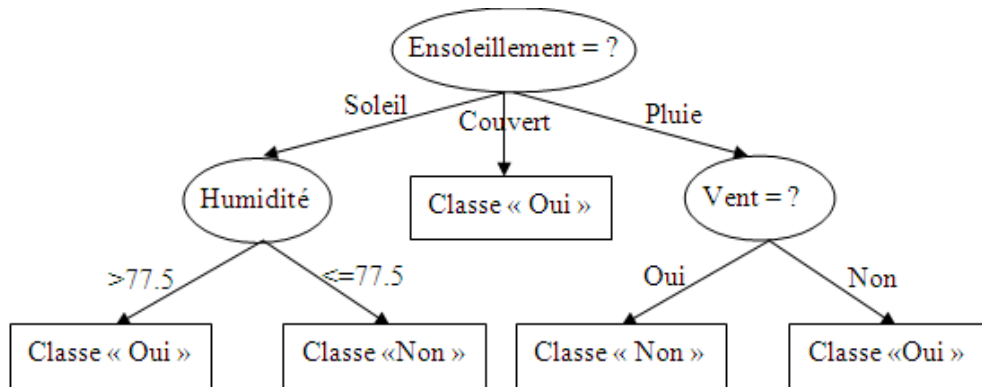 Ensoleillement = ?
Soleil
Couvert
Pluie
Humidité
Classe « Oui »
Vent = ?
>77.5
<=77.5
Oui
Non
Classe « Oui »
Classe «Non »
Classe « Non »
Classe «Oui »